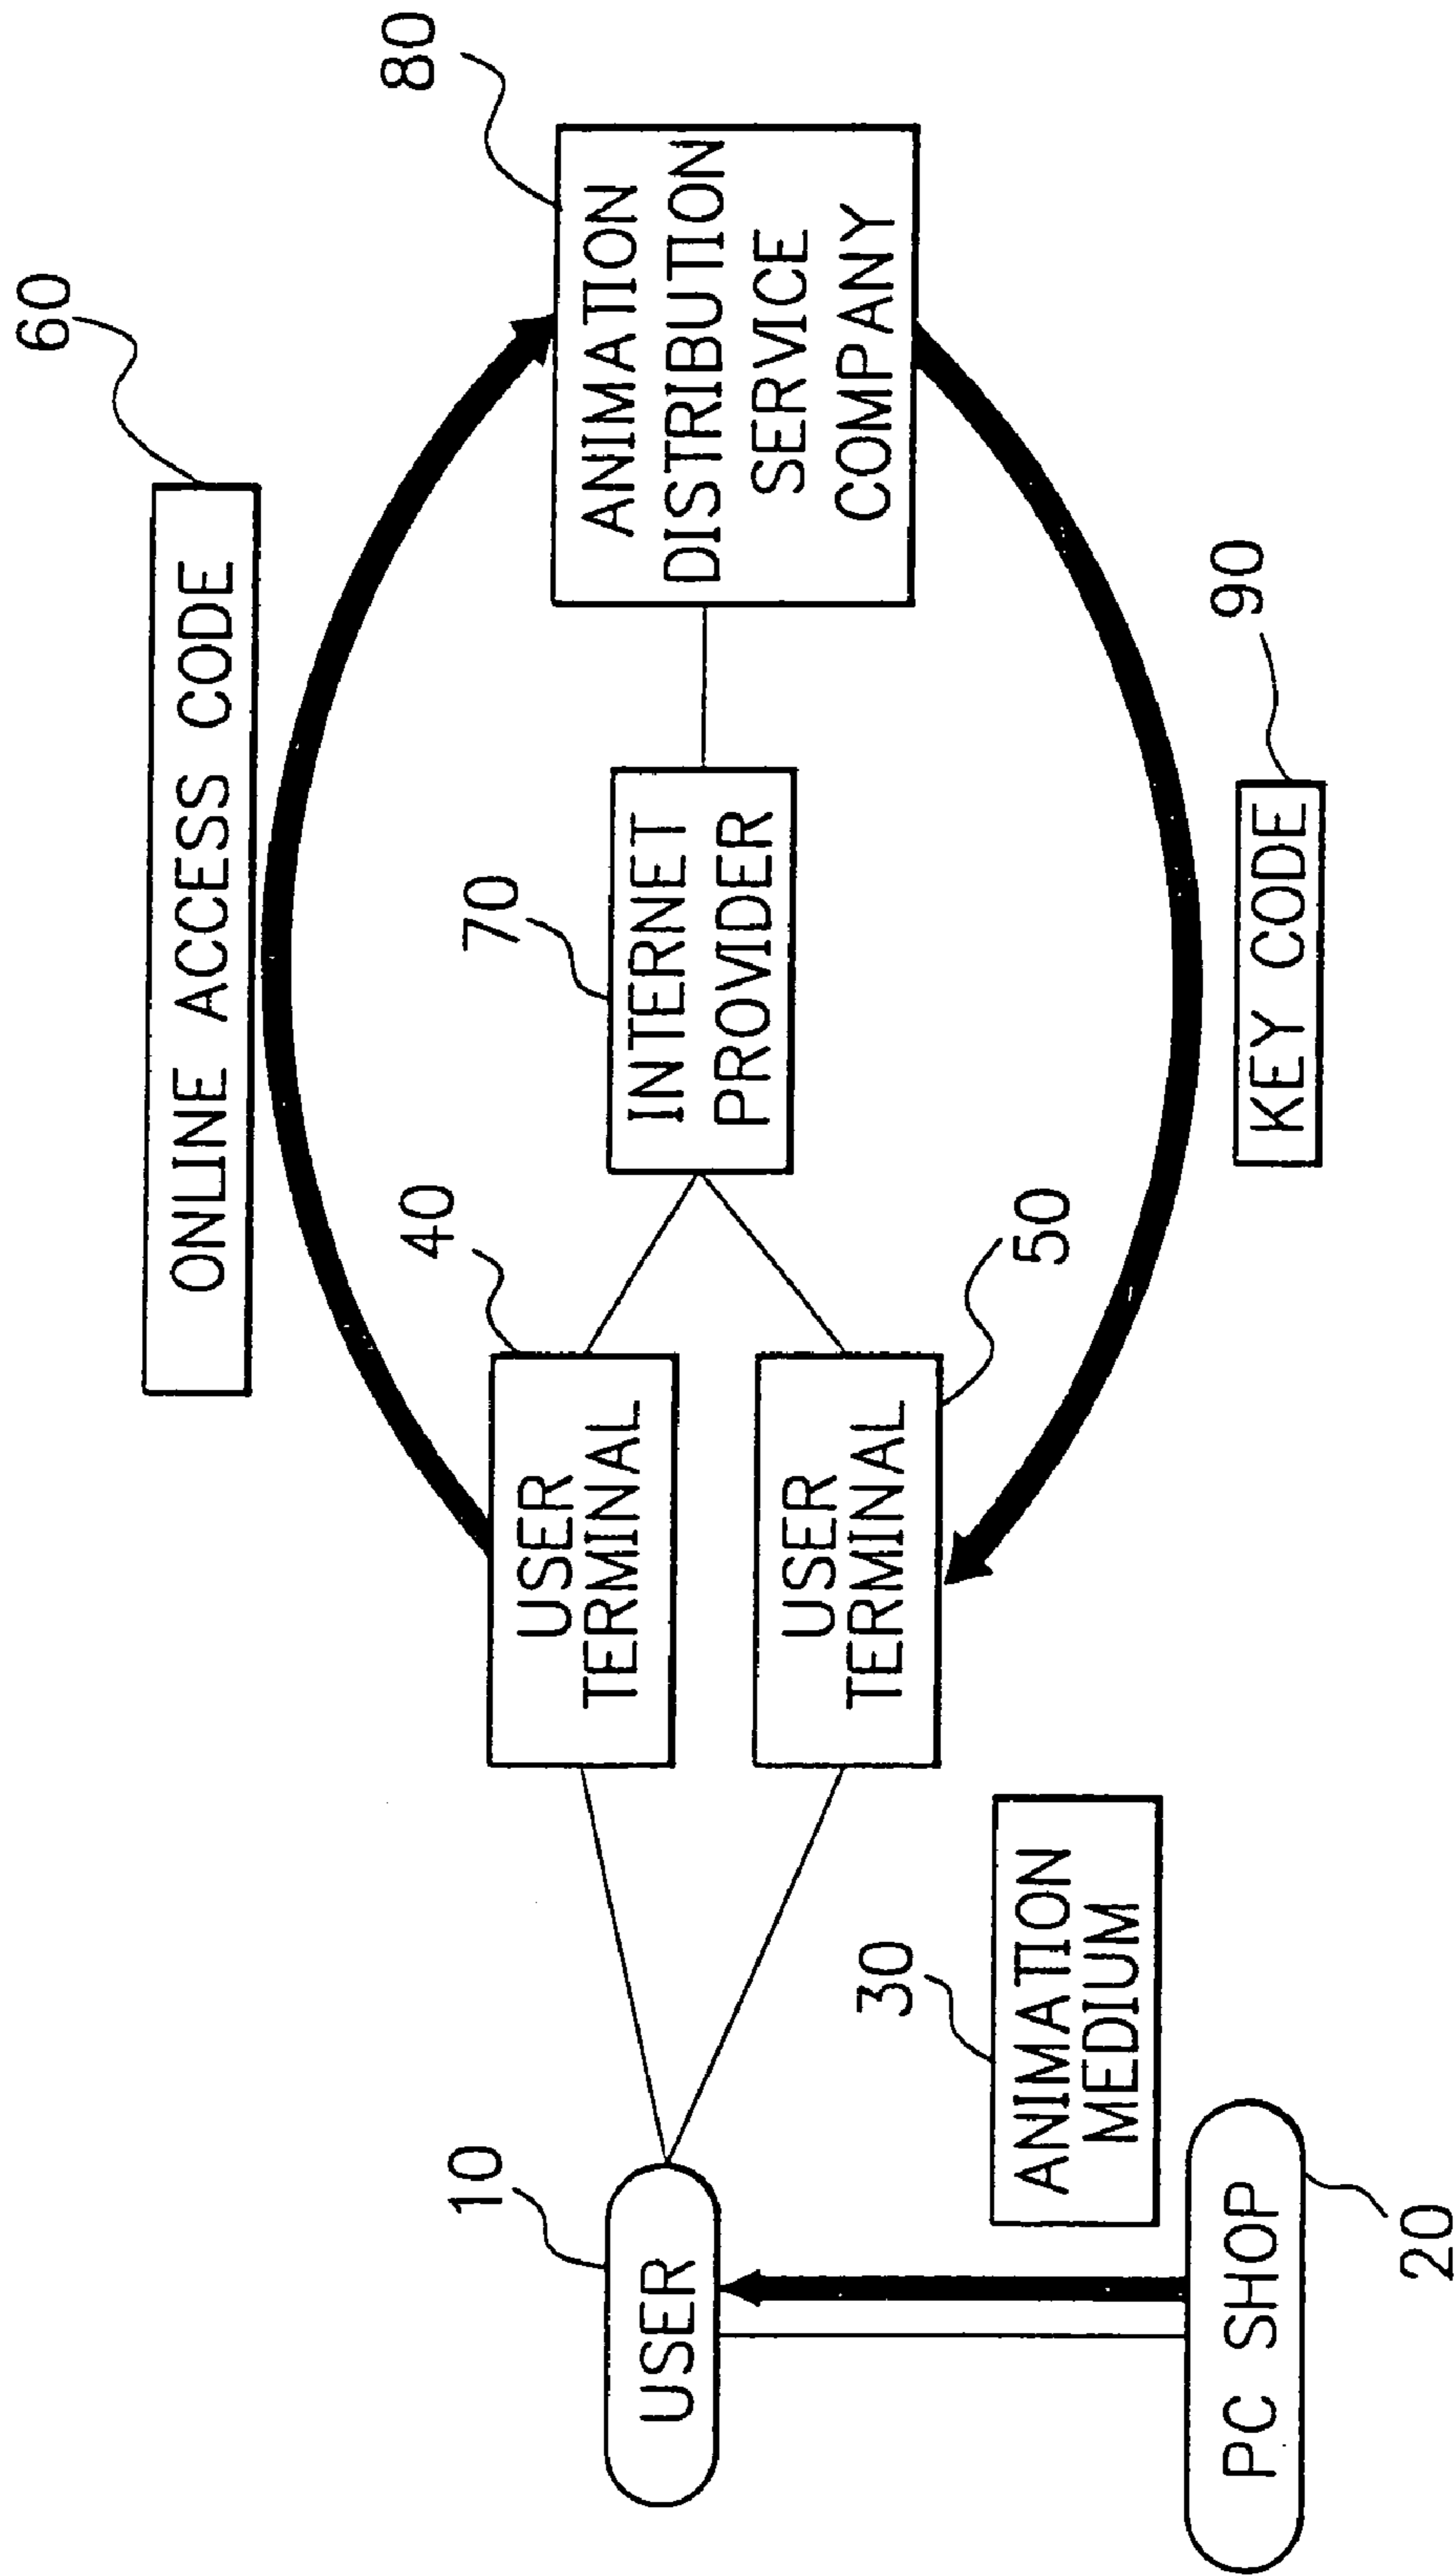 60
ONLINE ACCESS CODE
80
ANIMATION
DISTRIBUTION
SERVICE
COMPANY
70
INTERNET
PROVIDER
40
USER
TERMINAL
USER
TERMINAL
50
10
USER
90
KEY CODE
30
ANIMATION
MEDIUM
PC SHOP
20